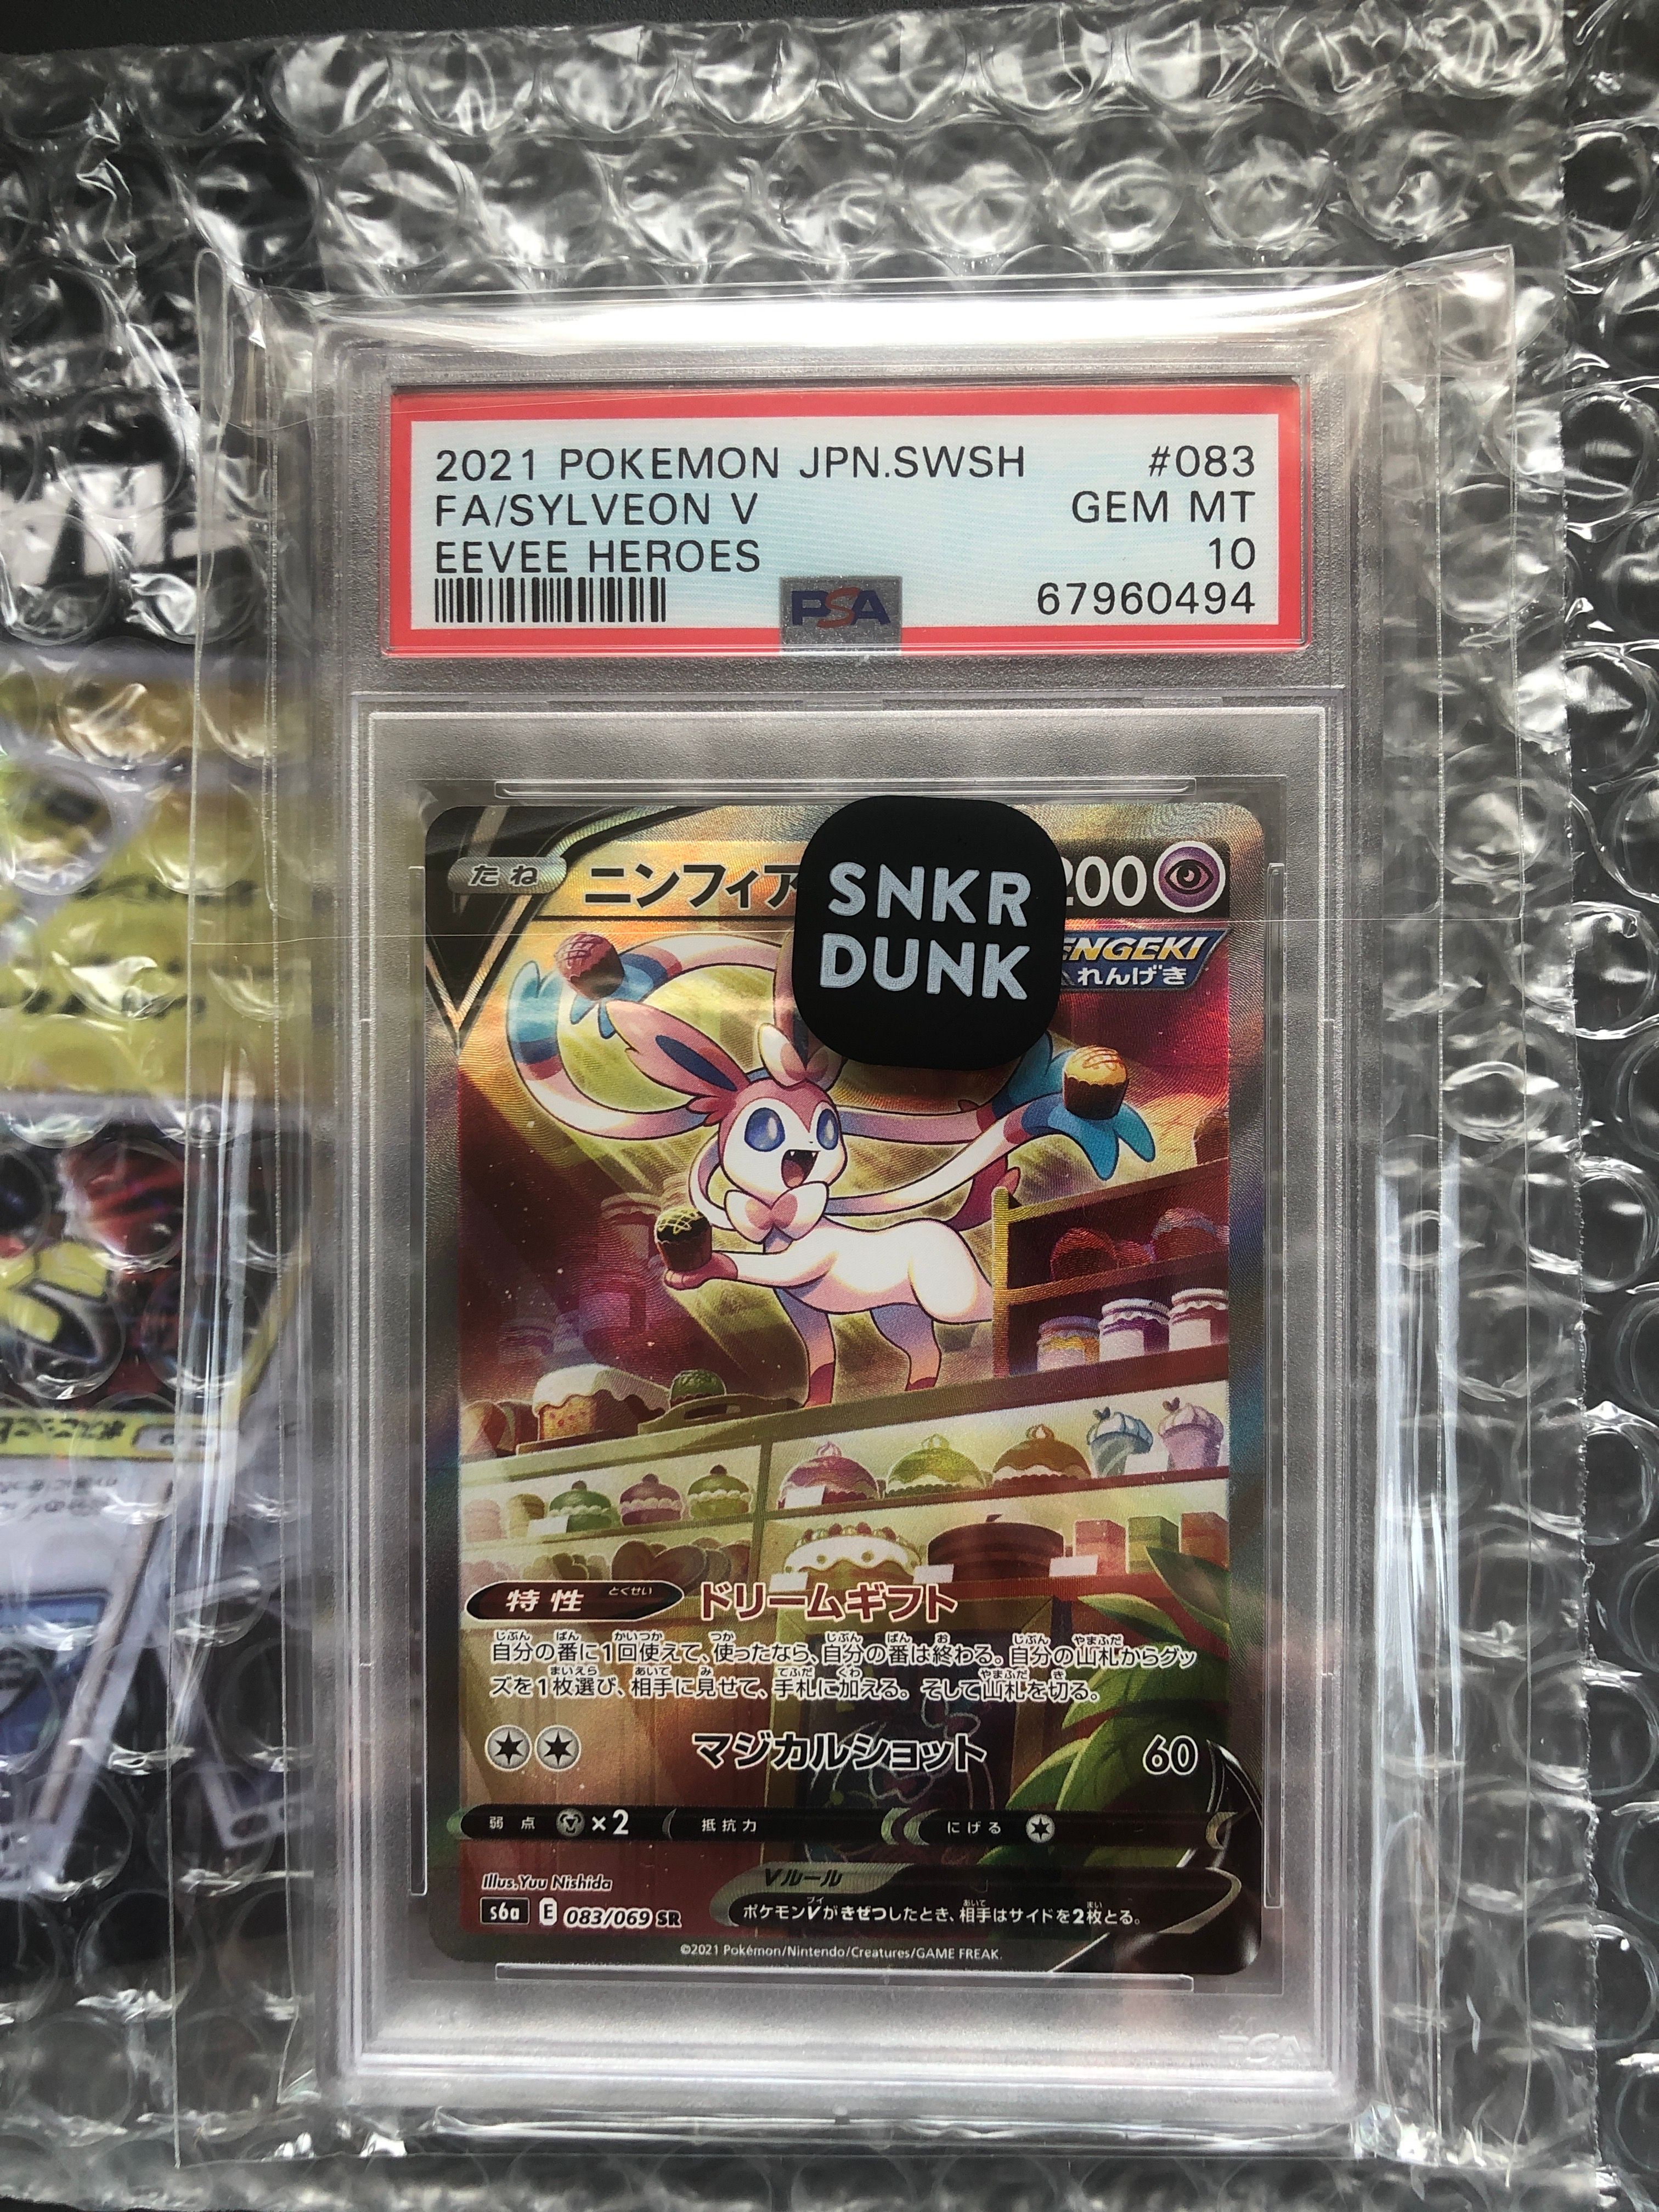 2021 POKEMON JPN.SWSH #083
FA/SYLVEON V GEM MT
EEVEE HEROES 10
PSA 67960494
たね ニンフィア 200
SNKR
DUNK
ENGEKI
れんげき
特性 とくせい ドリームギフト
自分の番に1回使えて、使ったなら、自分の番は終わる。自分の山札からグッ
ズを1枚選び、相手に見せて、手札に加える。そして山札を切る。
マジカルショット 60
弱点 ×2 抵抗力 にげる
Illus. Yuu Nishida
Vルール
s6a E 083/069 SR
ポケモンVがきぜつしたとき、相手はサイドを2枚とる。
©2021 Pokémon/Nintendo/Creatures/GAME FREAK.
PSA